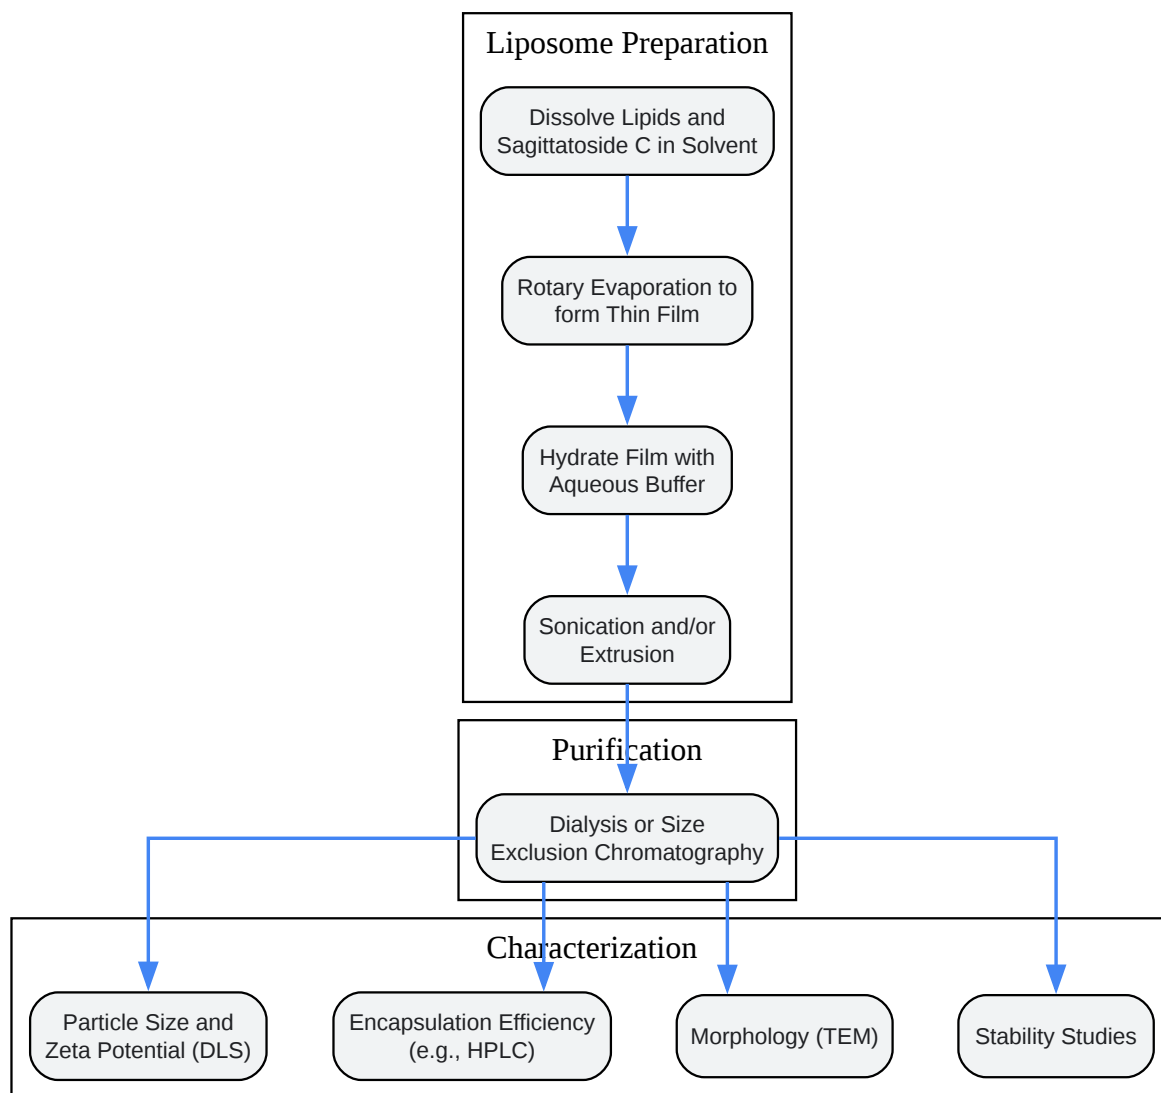 Liposome Preparation
Dissolve Lipids and
Sagittatoside C in Solvent
Rotary Evaporation to
form Thin Film
Hydrate Film with
Aqueous Buffer
Sonication and/or
Extrusion
Purification
Dialysis or Size
Exclusion Chromatography
Characterization
Particle Size and
Zeta Potential (DLS)
Encapsulation Efficiency
(e.g., HPLC)
Morphology (TEM)
Stability Studies